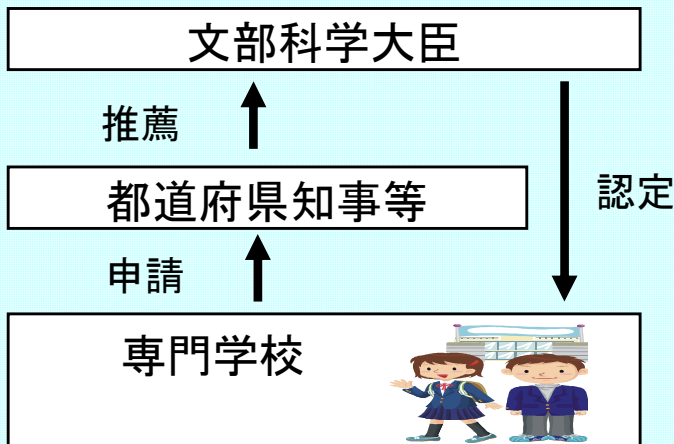 文部科学大臣
推薦
都道府県知事等
認定
申請
専門学校